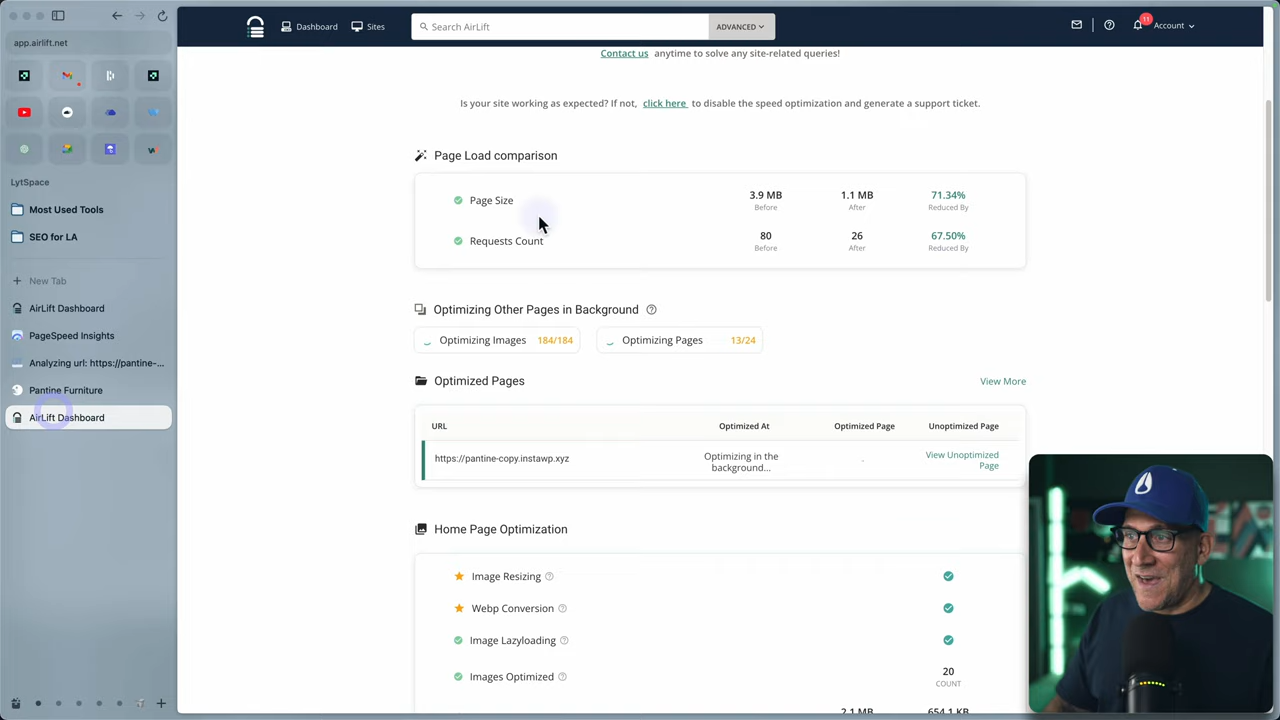 app.airlift.net
LytSpace
Most Used Tools
SEO for LA
New Tab
AirLift Dashboard
PageSpeed Insights
Analyzing url: https://pantine-...
Pantine Furniture
AirLift Dashboard
Dashboard
Sites
Search AirLift
ADVANCED
11
Account
Contact us anytime to solve any site-related queries!
Is your site working as expected? If not, click here to disable the speed optimization and generate a support ticket.
Page Load comparison
Page Size
3.9 MB
Before
1.1 MB
After
71.34%
Reduced By
Requests Count
80
Before
26
After
67.50%
Reduced By
Optimizing Other Pages in Background
Optimizing Images 184/184
Optimizing Pages 13/24
Optimized Pages
View More
URL
Optimized At
Optimized Page
Unoptimized Page
https://pantine-copy.instawp.xyz
Optimizing in the
background...
-
View Unoptimized
Page
Home Page Optimization
Image Resizing
Webp Conversion
Image Lazyloading
Images Optimized
20
COUNT
2.1 MB
654.1 KB